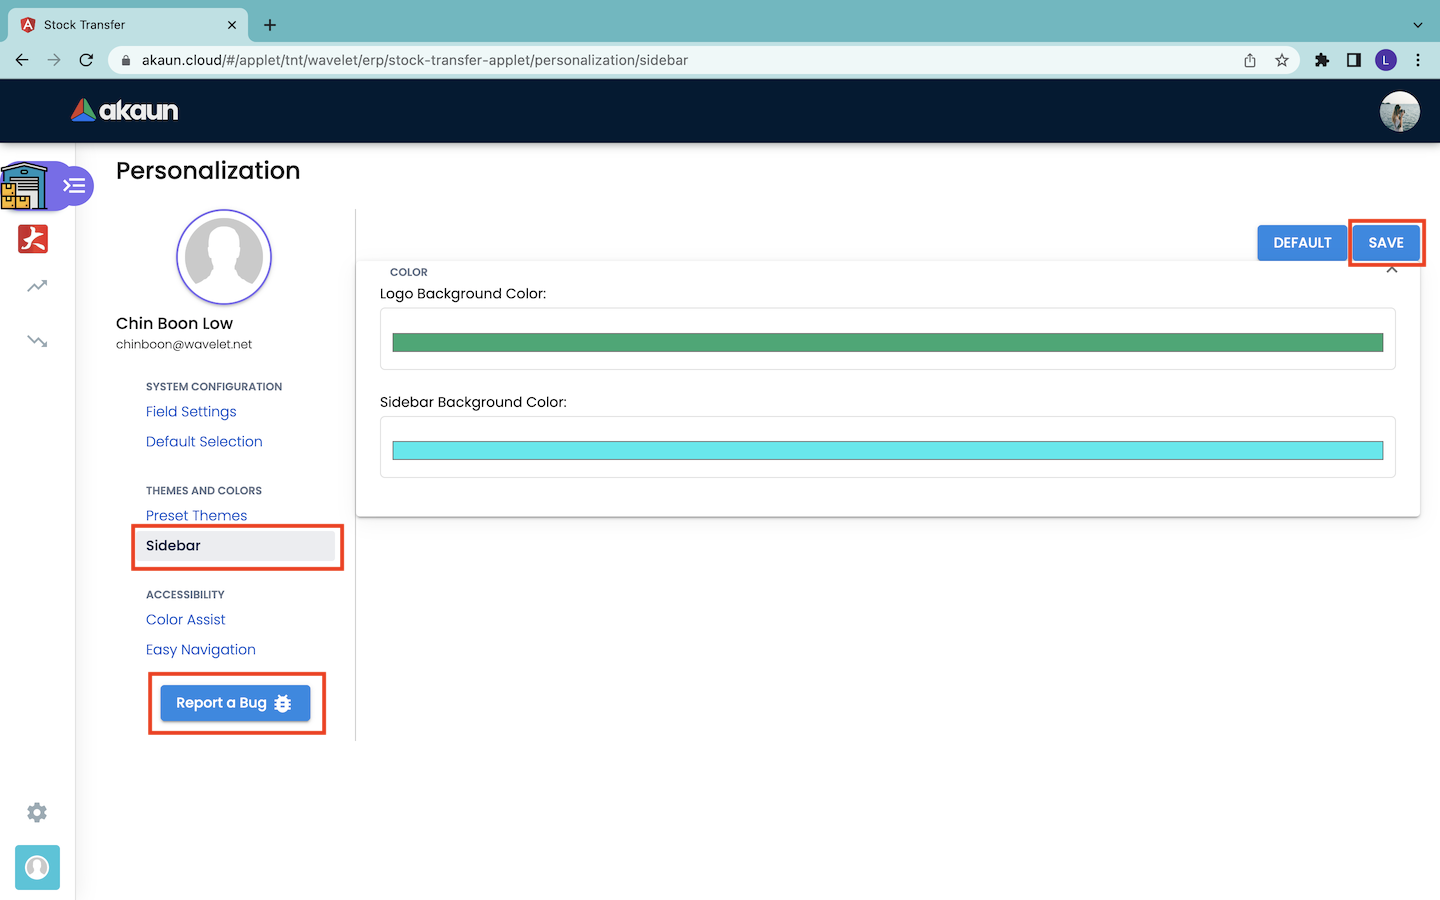 Stock Transfer
akaun.cloud/#/applet/tnt/wavelet/erp/stock-transfer-applet/personalization/sidebar
L
akaun
Personalization
Chin Boon Low
chinboon@wavelet.net
SYSTEM CONFIGURATION
Field Settings
Default Selection
THEMES AND COLORS
Preset Themes
Sidebar
ACCESSIBILITY
Color Assist
Easy Navigation
Report a Bug
DEFAULT
SAVE
COLOR
Logo Background Color:
Sidebar Background Color: